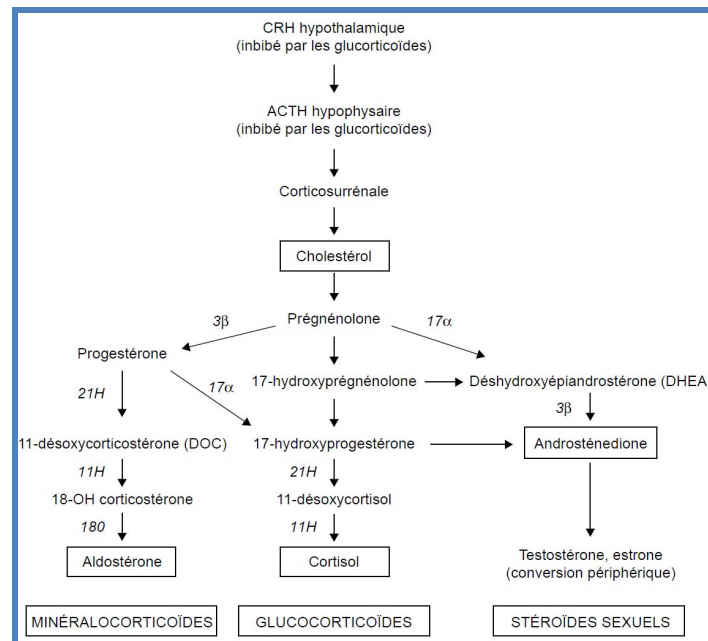 CRH hypothalamique
(inbibé par les glucorticoïdes)
ACTH hypophysaire
(inbibé par les glucorticoïdes)
Corticosurrénale
Cholestérol
3β Prégnénolone 17α
Progestérone
21H 17α 17-hydroxyprégnénolone Déshydroxyépiandrostérone (DHEA)
3β
11-désoxycorticostérone (DOC) 17-hydroxyprogestérone Androsténedione
11H 21H
18-OH corticostérone 11-désoxycortisol
180 11H
Aldostérone Cortisol Testostérone, estrone
(conversion périphérique)
MINÉRALOCORTICOÏDES GLUCOCORTICOÏDES STÉROÏDES SEXUELS